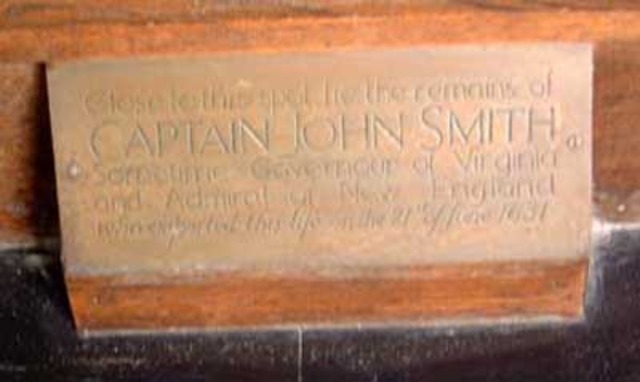 Close to this spot lie the remains of
CAPTAIN JOHN SMITH
Sometime Governour of Virginia
and Admiral of New England
who departed this life on the 21st of June 1631